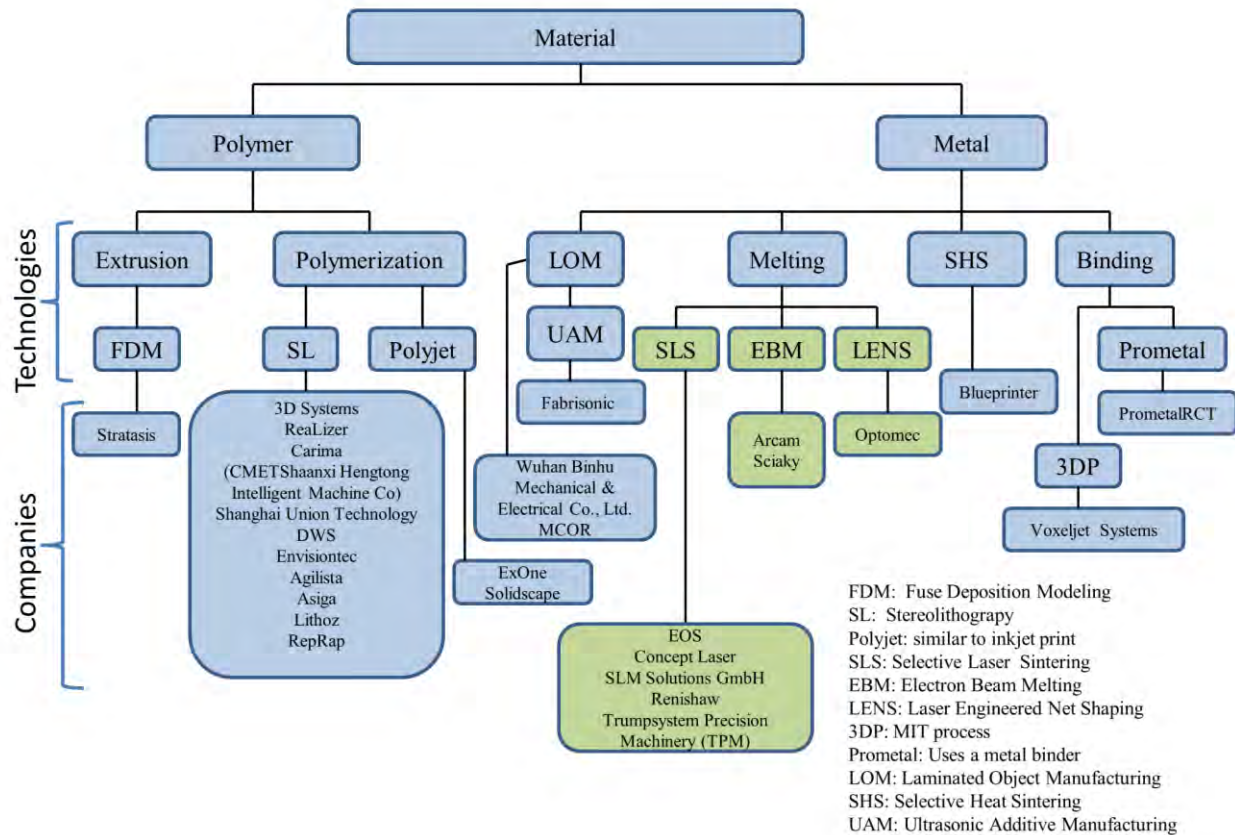 Material
Polymer
Metal
Technologies
Extrusion
Polymerization
LOM
Melting
SHS
Binding
FDM
SL
Polyjet
UAM
SLS
EBM
LENS
Prometal
Companies
Stratasis
3D Systems
ReaLizer
Carima
(CMETShaanxi Hengtong
Intelligent Machine Co)
Shanghai Union Technology
DWS
Envisiontec
Agilista
Asiga
Lithoz
RepRap
ExOne
Solidscape
Fabrisonic
Wuhan Binhu
Mechanical &
Electrical Co., Ltd.
MCOR
EOS
Concept Laser
SLM Solutions GmbH
Renishaw
Trumpsystem Precision
Machinery (TPM)
Arcam
Sciaky
Optomec
Blueprinter
PrometalRCT
3DP
Voxeljet Systems
FDM: Fuse Deposition Modeling
SL: Stereolithograpy
Polyjet: similar to inkjet print
SLS: Selective Laser Sintering
EBM: Electron Beam Melting
LENS: Laser Engineered Net Shaping
3DP: MIT process
Prometal: Uses a metal binder
LOM: Laminated Object Manufacturing
SHS: Selective Heat Sintering
UAM: Ultrasonic Additive Manufacturing